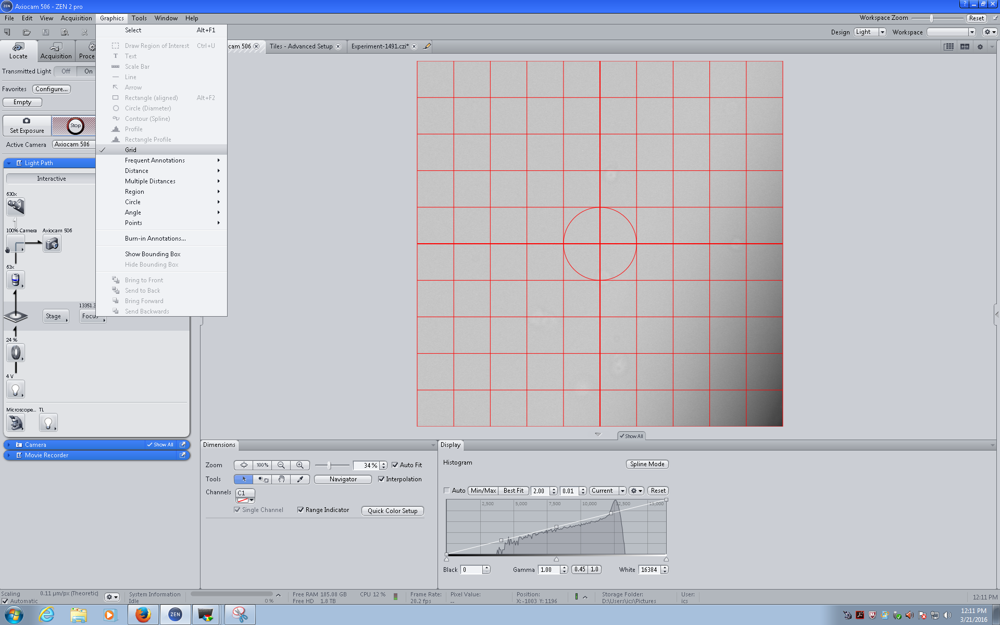 ZEN Axiocam 506 - ZEN 2 pro
File Edit View Acquisition Graphics Tools Window Help Workspace Zoom Reset
Design Light Workspace
Locate Acquisition Proce
cam 506 Tiles - Advanced Setup Experiment-1491.czi*
Transmitted Light Off On
Favorites Configure...
Empty
Set Exposure Stop
Active Camera Axiocam 506
Light Path
Interactive
630x
100% Camera Axiocam 506
63x
13351.3
Stage Focus
24 %
4 V
Microscope... TL
Camera Show All
Movie Recorder
Select Alt+F1
Draw Region of Interest Ctrl+U
T Text
Scale Bar
Line
Arrow
Rectangle (aligned) Alt+F2
Circle (Diameter)
Contour (Spline)
Profile
Rectangle Profile
Grid
Frequent Annotations
Distance
Multiple Distances
Region
Circle
Angle
Points
Burn-in Annotations...
Show Bounding Box
Hide Bounding Box
Bring to Front
Send to Back
Bring Forward
Send Backwards
Show All
Dimensions
Zoom 100% 34 % Auto Fit
Tools Navigator Interpolation
Channels C1
Single Channel Range Indicator Quick Color Setup
Display
Histogram Spline Mode
Auto Min/Max Best Fit 2.00 0.01 Current Reset
2,500 5,000 7,500 10,000 12,500 15,000
Black 0 Gamma 1.00 0.45 1.0 White 16384
Scaling 0.11 µm/px (Theoretic) System Information Free RAM 185.08 GB CPU 12 % Frame Rate: Pixel Value: Position: Storage Folder: User:
Automatic Idle 0 % Free HD 1.8 TB 20.2 fps -- X:-1003 Y:1196 D:\Users\ics\Pictures ics
12:11 PM
ZEN
12:11 PM
3/21/2016